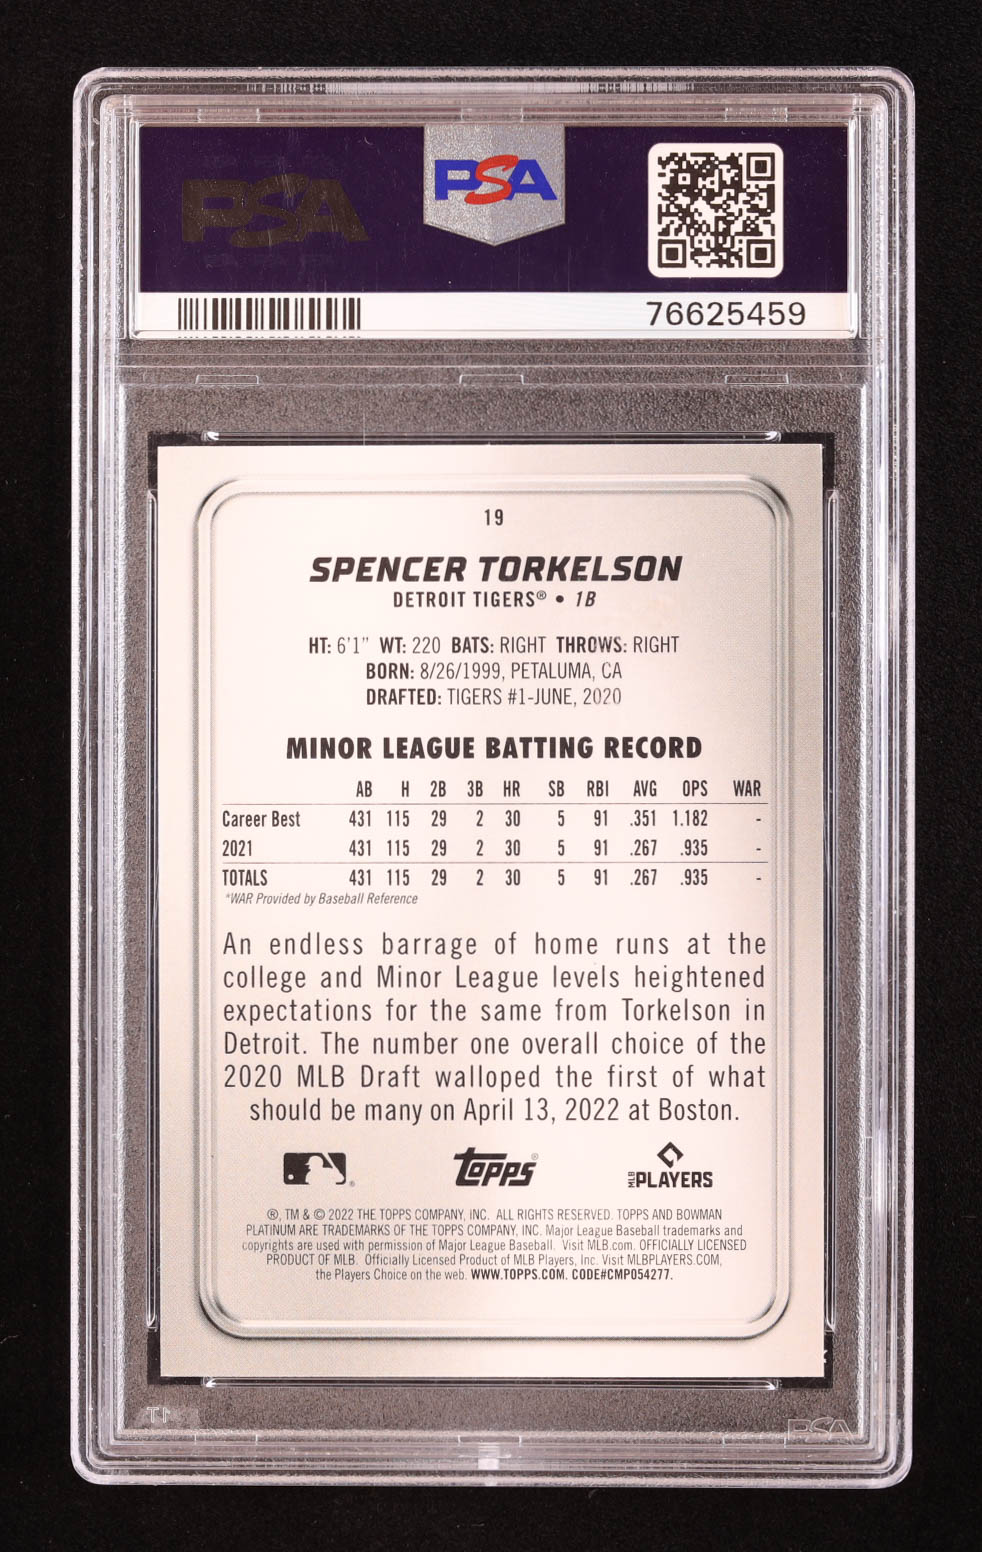 PSA
PSA
76625459
19
SPENCER TORKELSON
DETROIT TIGERS® • 1B
HT: 6'1" WT: 220 BATS: RIGHT THROWS: RIGHT
BORN: 8/26/1999, PETALUMA, CA
DRAFTED: TIGERS #1-JUNE, 2020
MINOR LEAGUE BATTING RECORD
AB H 2B 3B HR SB RBI AVG OPS WAR
Career Best 431 115 29 2 30 5 91 .351 1.182 -
2021 431 115 29 2 30 5 91 .267 .935 -
TOTALS 431 115 29 2 30 5 91 .267 .935 -
*WAR Provided by Baseball Reference
An endless barrage of home runs at the
college and Minor League levels heightened
expectations for the same from Torkelson in
Detroit. The number one overall choice of the
2020 MLB Draft walloped the first of what
should be many on April 13, 2022 at Boston.
® Topps® MLB PLAYERS
®, TM & © 2022 THE TOPPS COMPANY, INC. ALL RIGHTS RESERVED. TOPPS AND BOWMAN
PLATINUM ARE TRADEMARKS OF THE TOPPS COMPANY, INC. Major League Baseball trademarks and
copyrights are used with permission of Major League Baseball. Visit MLB.com. OFFICIALLY LICENSED
PRODUCT OF MLB. Officially Licensed Product of MLB Players, Inc. Visit MLBPLAYERS.COM,
the Players Choice on the web. WWW.TOPPS.COM. CODE#CMP054277.
PSA